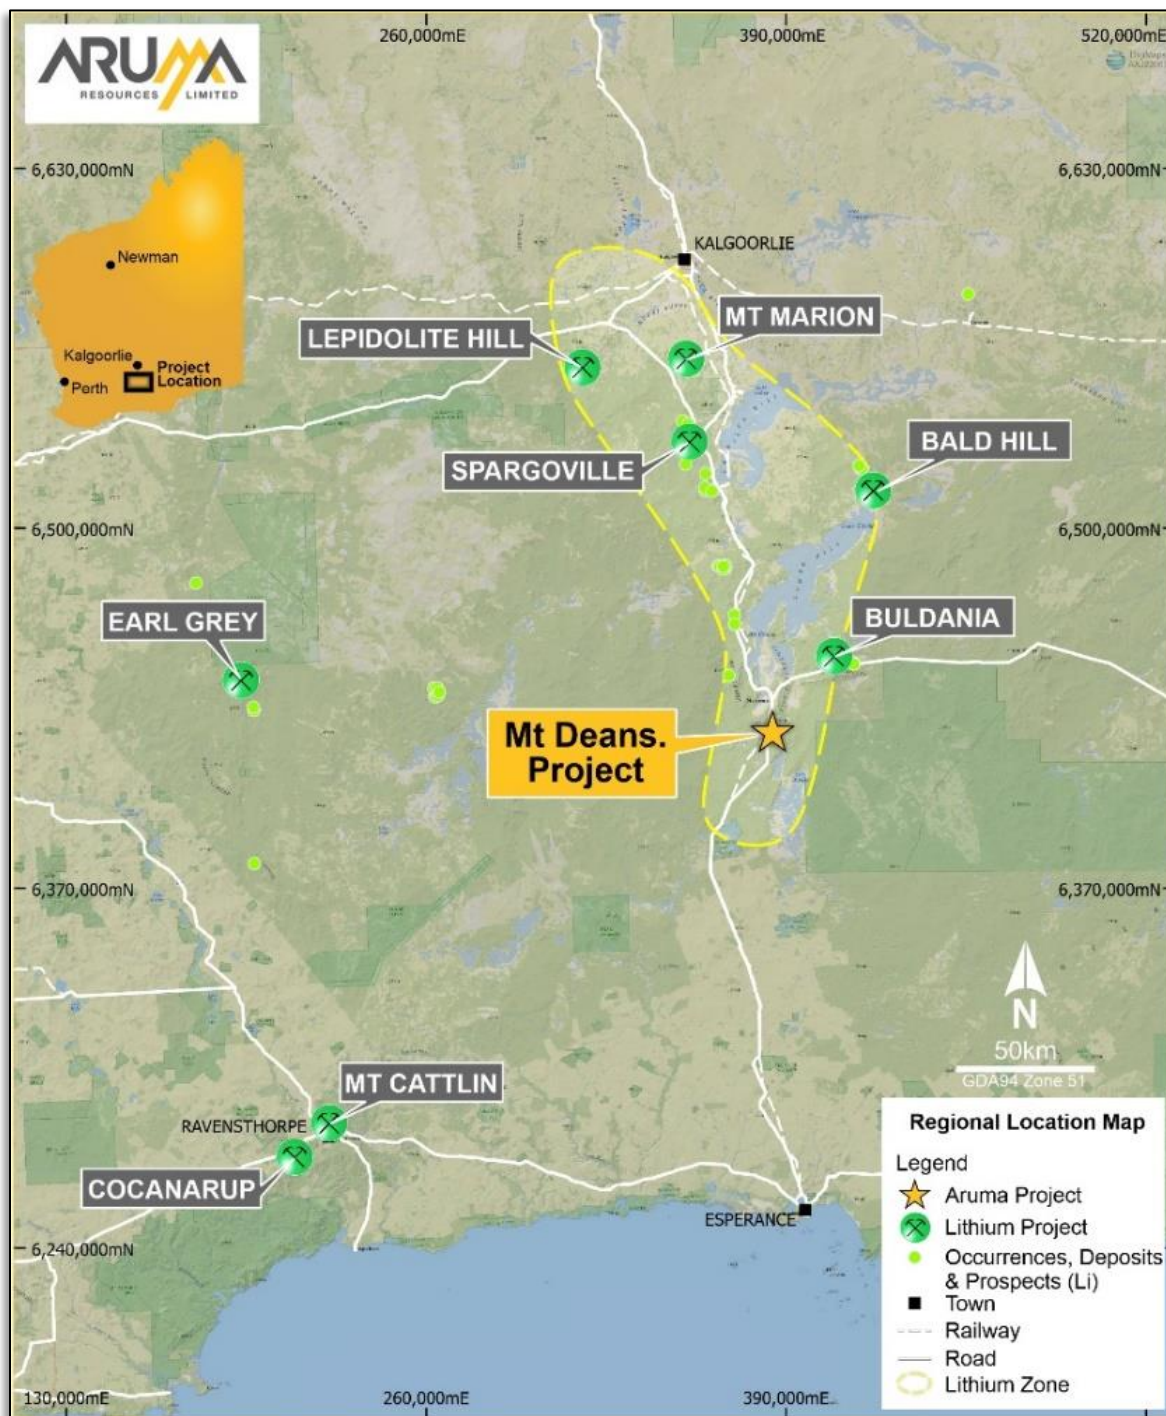 260,000mE
390,000mE
520,000mE
ARUMA
RESOURCES LIMITED
6,630,000mN
6,630,000mN
Newman
Kalgoorlie
Perth
Project
Location
KALGOORLIE
LEPIDOLITE HILL
MT MARION
SPARGOVILLE
BALD HILL
6,500,000mN
6,500,000mN
EARL GREY
BULDANIA
Mt Deans.
Project
6,370,000mN
6,370,000mN
N
50km
GDA94 Zone 51
MT CATTLIN
RAVENSTHORPE
COCANARUP
ESPERANCE
6,240,000mN
Regional Location Map
Legend
Aruma Project
Lithium Project
Occurrences, Deposits
& Prospects (Li)
Town
Railway
Road
Lithium Zone
130,000mE
260,000mE
390,000mE